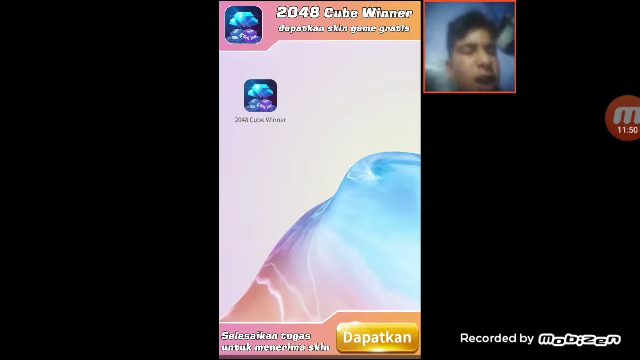 2048 Cube Winner
dapatkan skin game gratis
2048 Cube Winner
11:50
Selesaikan tugas
untuk menerima skin
Dapatkan
Recorded by Mobizen